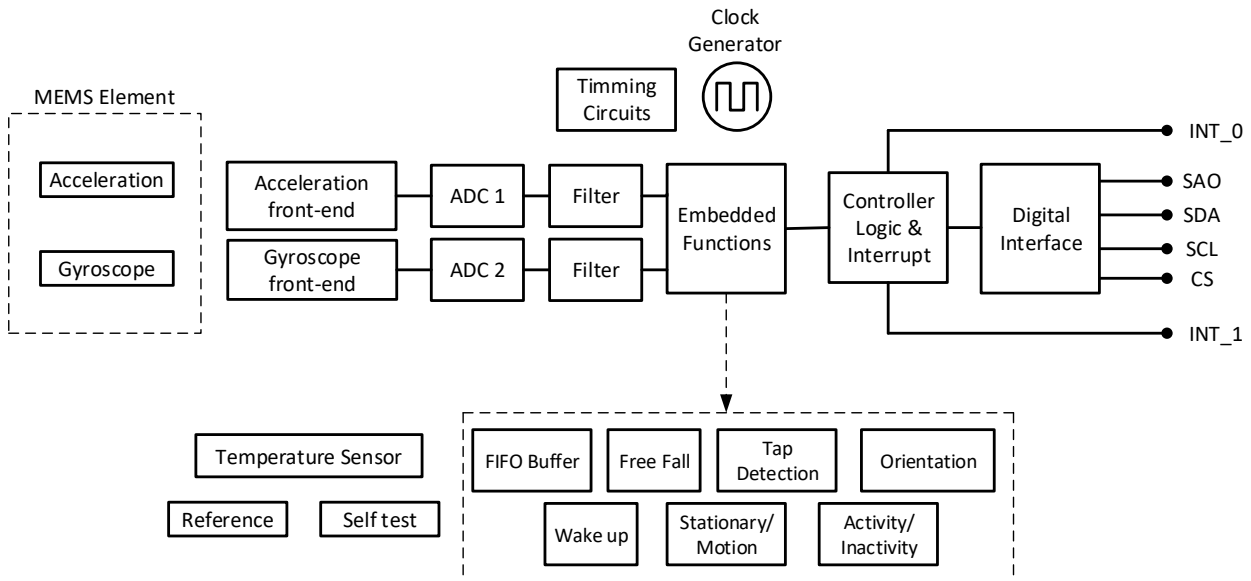 Clock
Generator
Timming
Circuits
MEMS Element
INT_0
Acceleration
Acceleration
front-end
ADC 1
Filter
Embedded
Functions
Controller
Logic &
Interrupt
Digital
Interface
SAO
SDA
SCL
CS
Gyroscope
Gyroscope
front-end
ADC 2
Filter
INT_1
Temperature Sensor
FIFO Buffer
Free Fall
Tap
Detection
Orientation
Reference
Self test
Wake up
Stationary/
Motion
Activity/
Inactivity